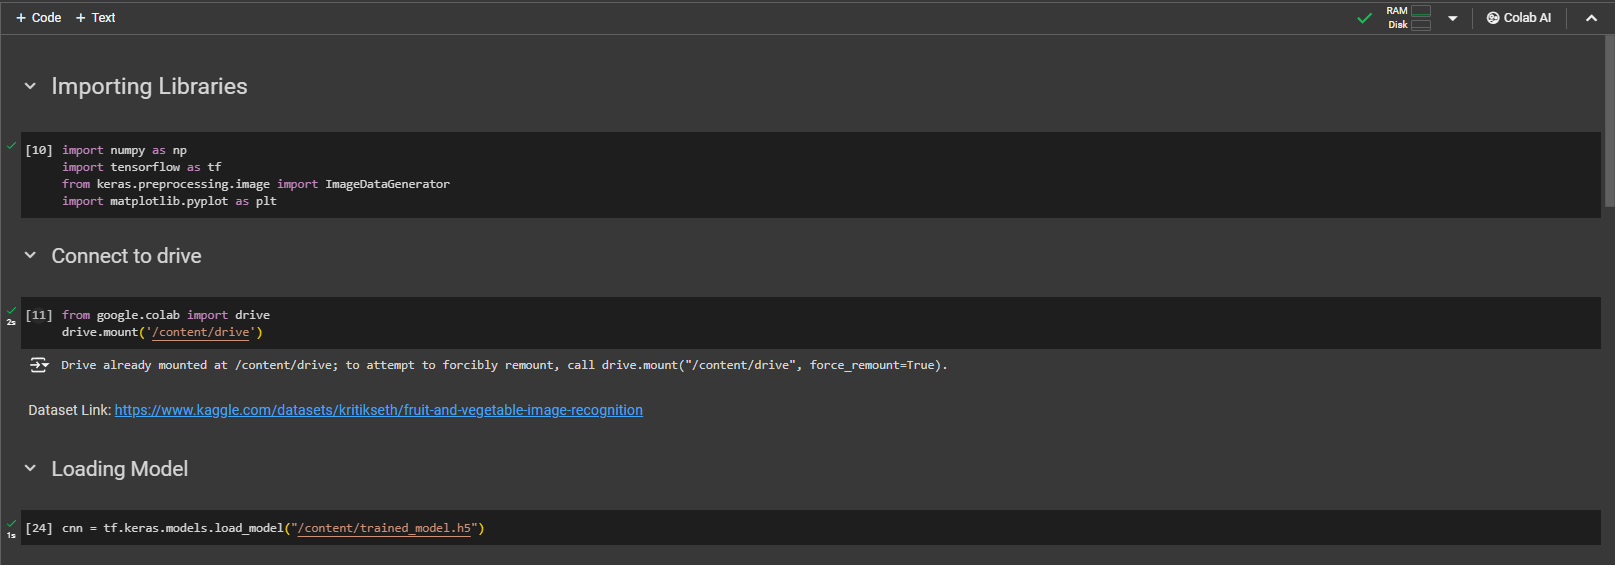 + Code + Text
RAM
Disk
Colab AI
Importing Libraries
[10] import numpy as np
import tensorflow as tf
from keras.preprocessing.image import ImageDataGenerator
import matplotlib.pyplot as plt
Connect to drive
2s
[11] from google.colab import drive
drive.mount('/content/drive')
Drive already mounted at /content/drive; to attempt to forcibly remount, call drive.mount("/content/drive", force_remount=True).
Dataset Link: https://www.kaggle.com/datasets/kritikseth/fruit-and-vegetable-image-recognition
Loading Model
1s
[24] cnn = tf.keras.models.load_model("/content/trained_model.h5")